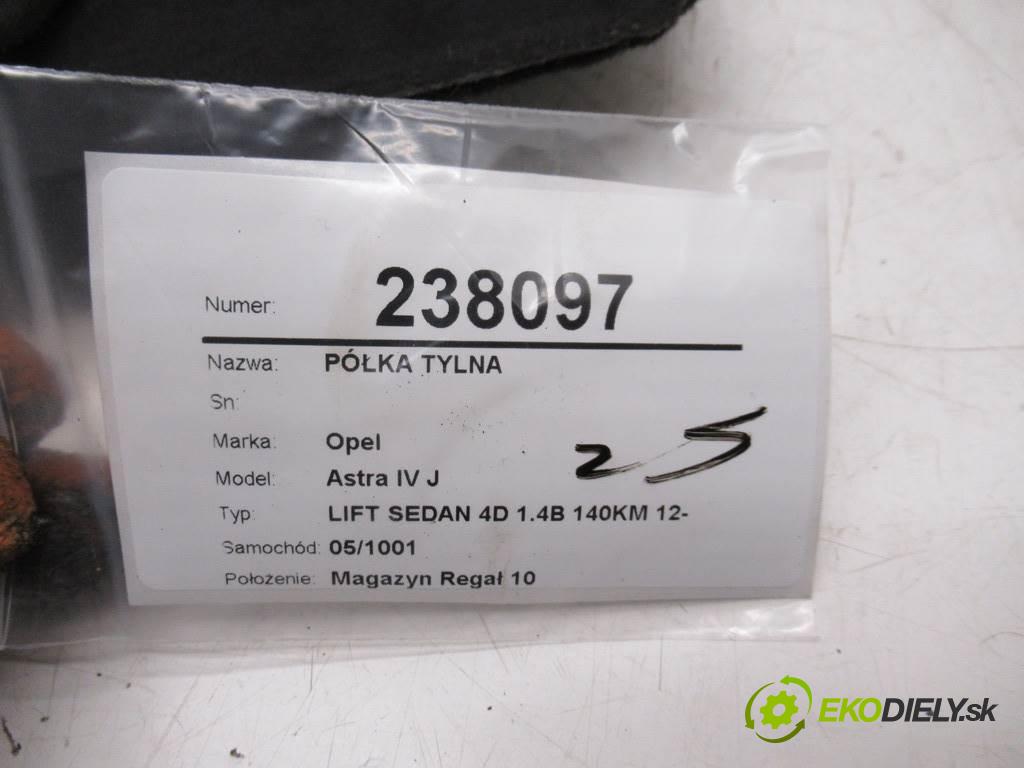 Numer: 238097
Nazwa: PÓŁKA TYLNA
Sn:
Marka: Opel
25
Model: Astra IV J
Typ: LIFT SEDAN 4D 1.4B 140KM 12-
Samochód: 05/1001
Położenie: Magazyn Regał 10
EKODIELY.sk